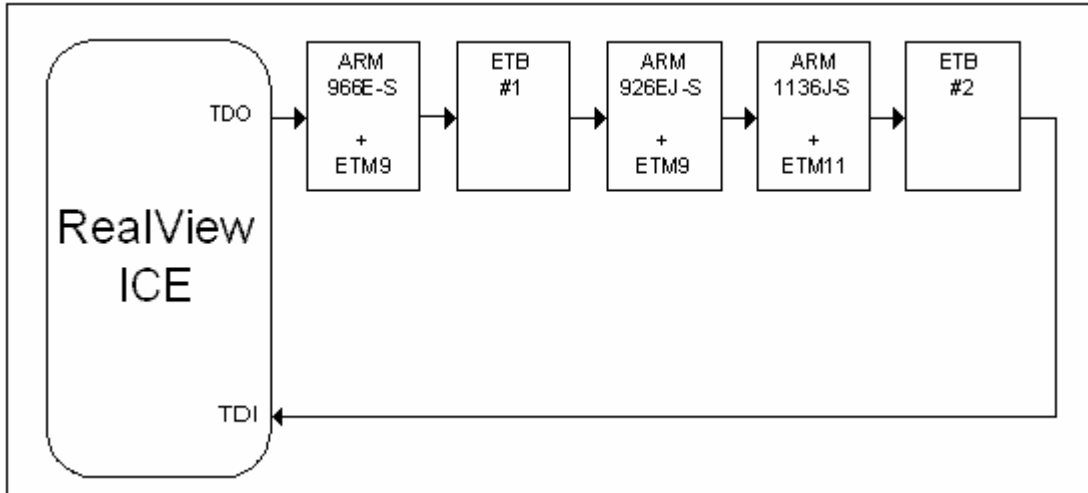 ARM
966E-S
+
ETM9
ETB
#1
ARM
926EJ-S
+
ETM9
ARM
1136J-S
+
ETM11
ETB
#2
TDO
RealView
ICE
TDI